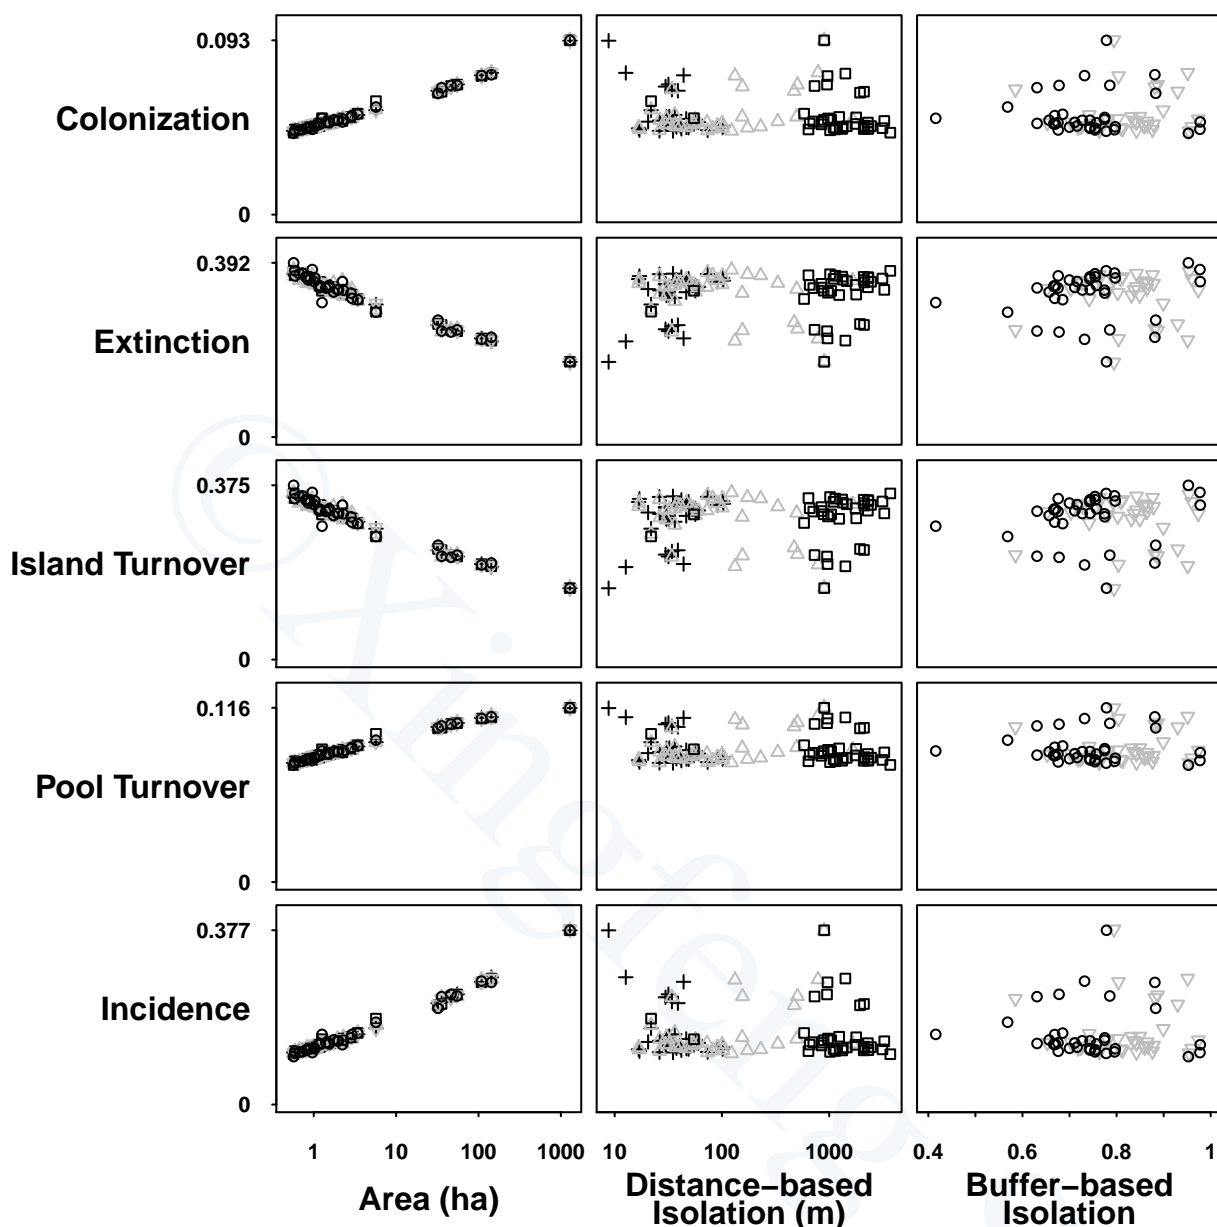 0.093
Colonization
0
0.392
Extinction
0
0.375
Island Turnover
0
0.116
Pool Turnover
0
0.377
Incidence
0
1 10 100 1000 10 100 1000 0.4 0.6 0.8 1
Area (ha) Distance–based Buffer–based
Isolation (m) Isolation
©Xingfeng